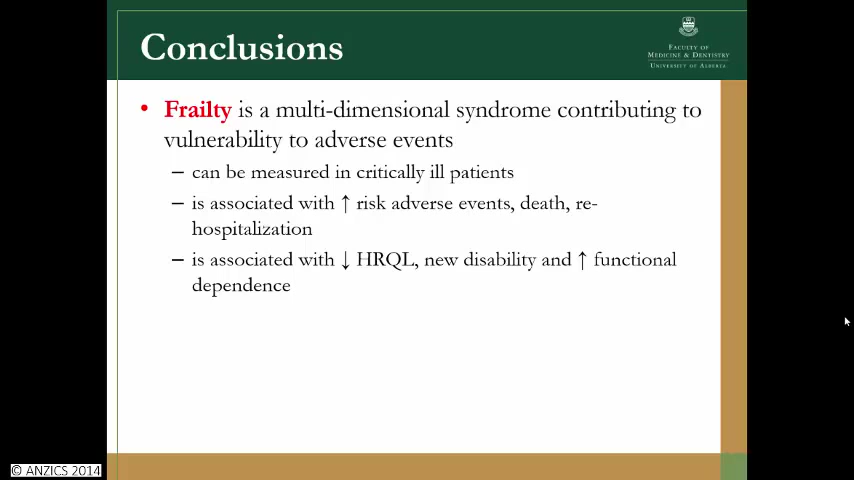 Conclusions
FACULTY OF
MEDICINE & DENTISTRY
UNIVERSITY OF ALBERTA
• Frailty is a multi-dimensional syndrome contributing to
vulnerability to adverse events
– can be measured in critically ill patients
– is associated with ↑ risk adverse events, death, re-
hospitalization
– is associated with ↓ HRQL, new disability and ↑ functional
dependence
© ANZICS 2014